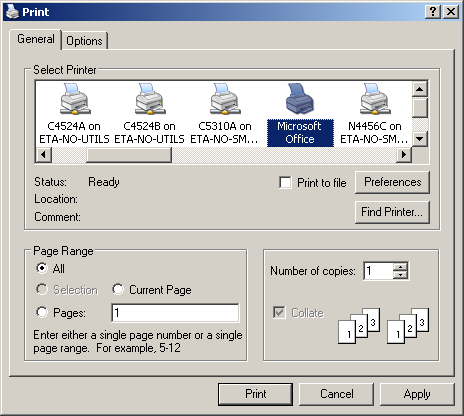 Print
General
Options
Select Printer
C4524A on
ETA-NO-UTILS
C4524B on
ETA-NO-UTILS
C5310A on
ETA-NO-SM...
Microsoft
Office
N4456C on
ETA-NO-SM...
Status: Ready
Location:
Comment:
Print to file
Preferences
Find Printer...
Page Range
All
Selection
Current Page
Pages: 1
Enter either a single page number or a single
page range. For example, 5-12
Number of copies: 1
Collate
1 2 3
1 2 3
Print
Cancel
Apply